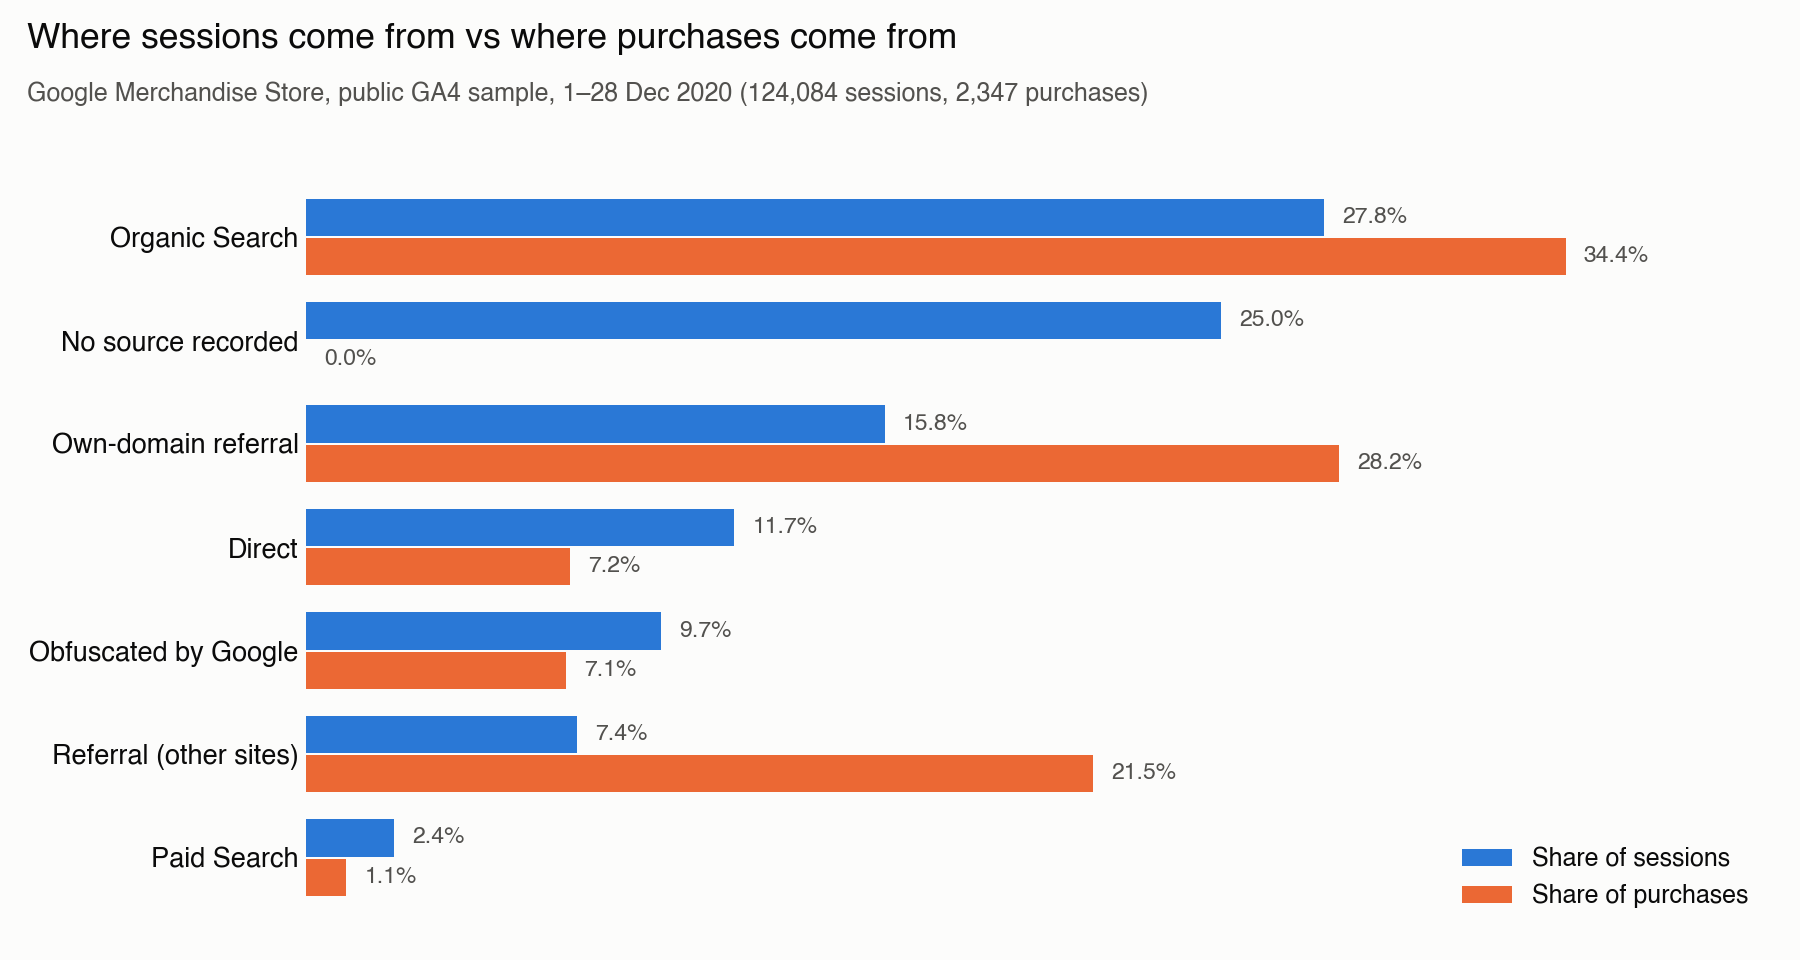 Where sessions come from vs where purchases come from
Google Merchandise Store, public GA4 sample, 1–28 Dec 2020 (124,084 sessions, 2,347 purchases)
Organic Search
27.8%
34.4%
No source recorded
25.0%
0.0%
Own-domain referral
15.8%
28.2%
Direct
11.7%
7.2%
Obfuscated by Google
9.7%
7.1%
Referral (other sites)
7.4%
21.5%
Paid Search
2.4%
1.1%
Share of sessions
Share of purchases